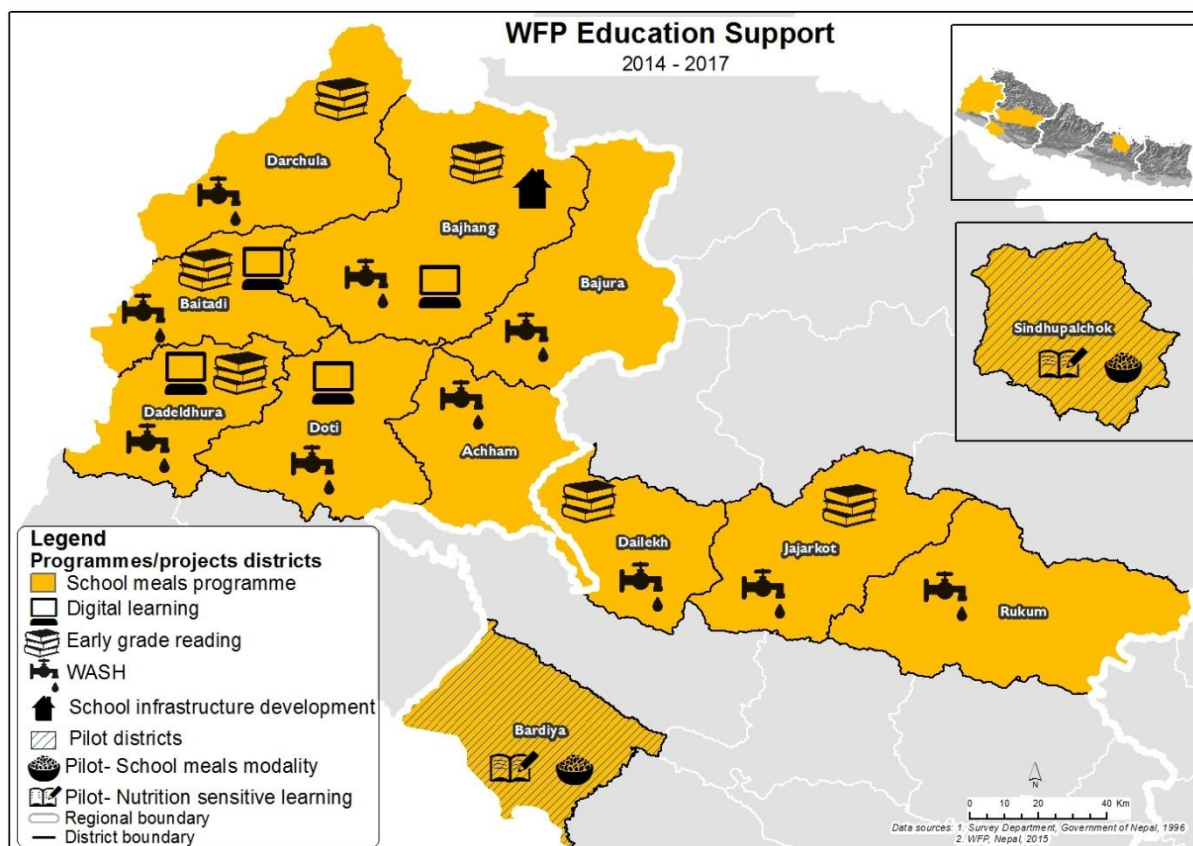 WFP Education Support
2014 - 2017
Darchula
Bajhang
Baitadi
Bajura
Sindhupalchok
Dadeldhura
Doti
Achham
Dailekh
Jajarkot
Rukum
Bardiya
Legend
Programmes/projects districts
School meals programme
Digital learning
Early grade reading
WASH
School infrastructure development
Pilot districts
Pilot- School meals modality
Pilot- Nutrition sensitive learning
Regional boundary
District boundary
N
0 10 20 40 Km
Data sources: 1. Survey Department, Government of Nepal, 1996
2. WFP, Nepal, 2015